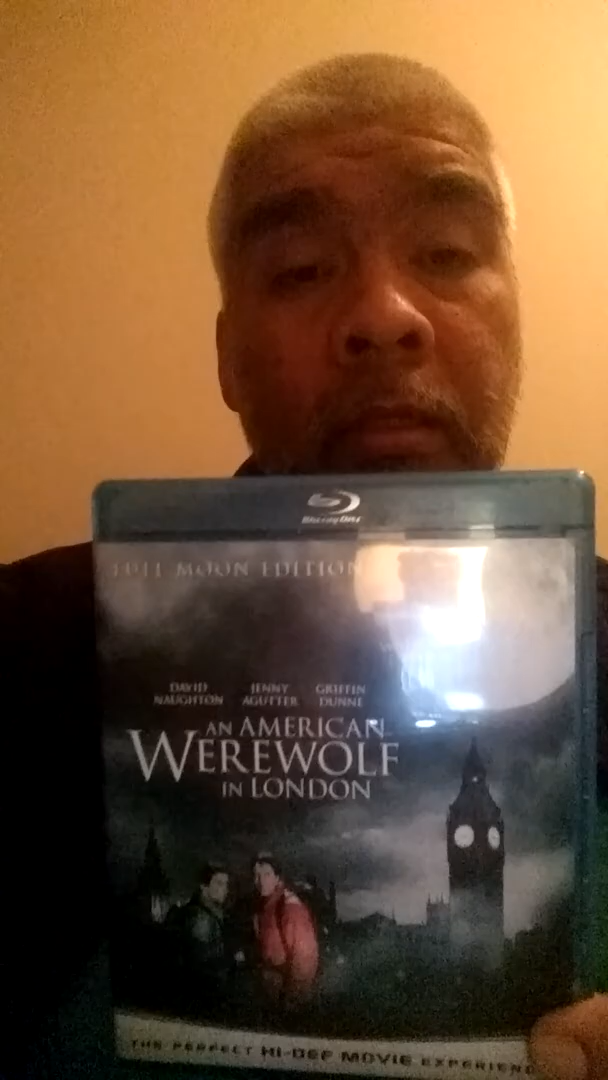 Blu-ray Disc
FULL MOON EDITION
DAVID NAUGHTON
JENNY AGUTTER
GRIFFIN DUNNE
AN AMERICAN
WEREWOLF
IN LONDON
THE PERFECT HI-DEF MOVIE EXPERIEN